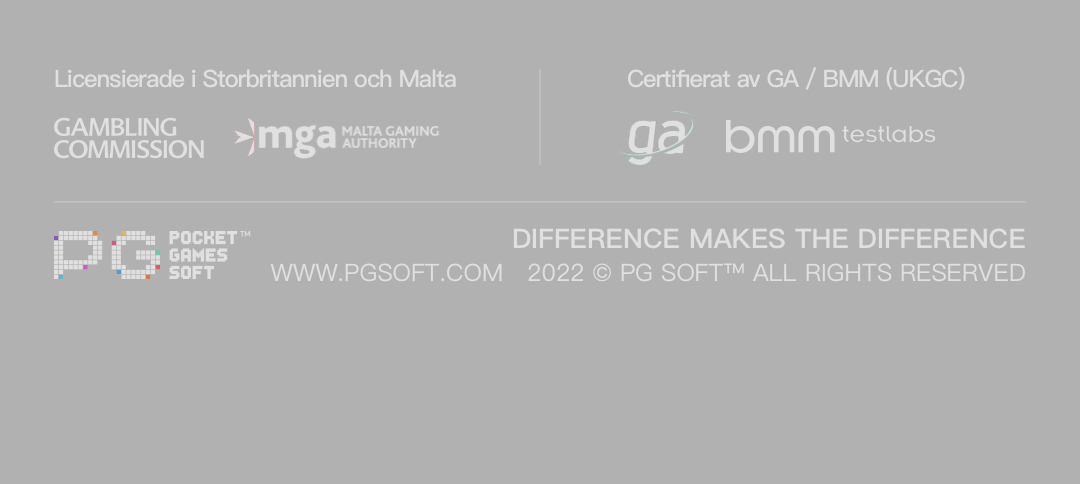 Licensierade i Storbritannien och Malta
GAMBLING
COMMISSION
mga MALTA GAMING
AUTHORITY
Certifierat av GA / BMM (UKGC)
ga
bmm testlabs
PG
POCKET™
GAMES
SOFT
WWW.PGSOFT.COM
DIFFERENCE MAKES THE DIFFERENCE
2022 © PG SOFT™ ALL RIGHTS RESERVED